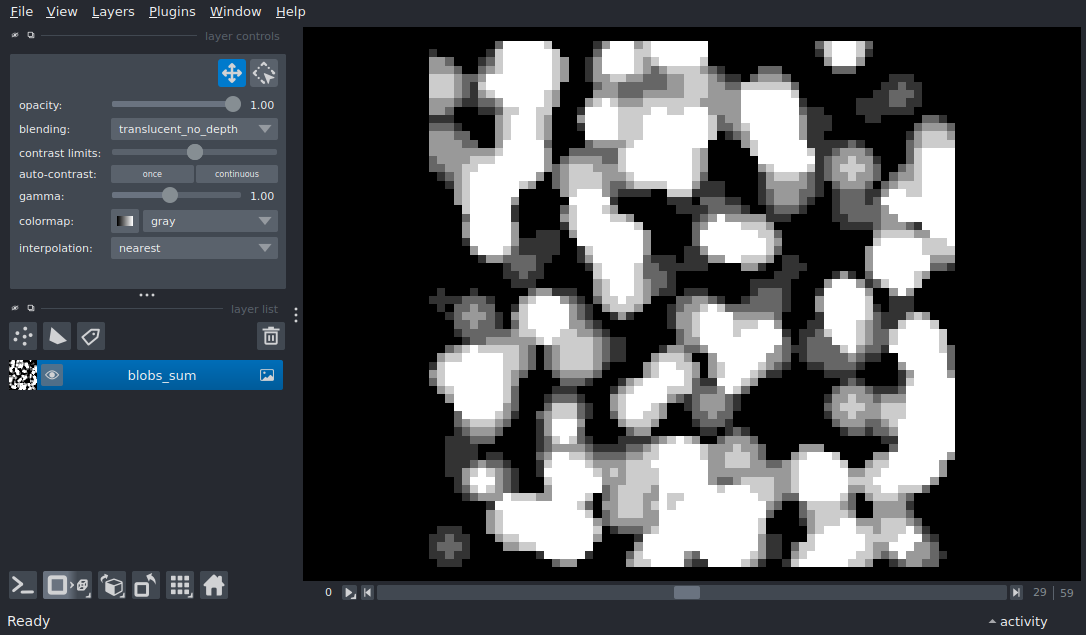 File View Layers Plugins Window Help
layer controls
opacity: 1.00
blending: translucent_no_depth
contrast limits:
auto-contrast: once continuous
gamma: 1.00
colormap: gray
interpolation: nearest
layer list
blobs_sum
0 29 59
Ready activity